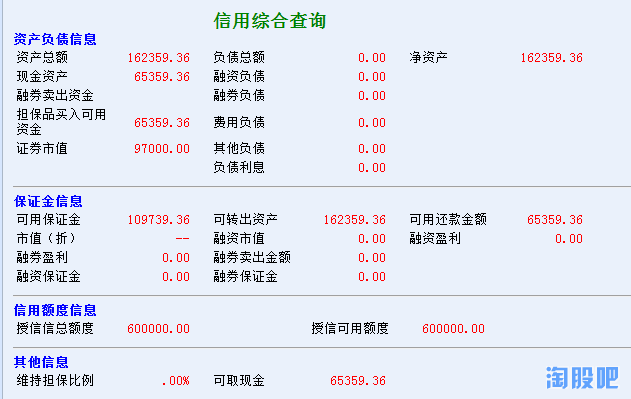 信用综合查询
资产负债信息
资产总额 162359.36 负债总额 0.00 净资产 162359.36
现金资产 65359.36 融资负债 0.00
融券卖出资金 融券负债 0.00
担保品买入可用
资金 65359.36 费用负债 0.00
证券市值 97000.00 其他负债 0.00
负债利息 0.00
保证金信息
可用保证金 109739.36 可转出资产 162359.36 可用还款金额 65359.36
市值（折） -- 融资市值 0.00 融资盈利 0.00
融券盈利 0.00 融券卖出金额 0.00
融资保证金 0.00 融券保证金 0.00
信用额度信息
授信信总额度 600000.00 授信可用额度 600000.00
其他信息
维持担保比例 .00% 可取现金 65359.36
淘股吧